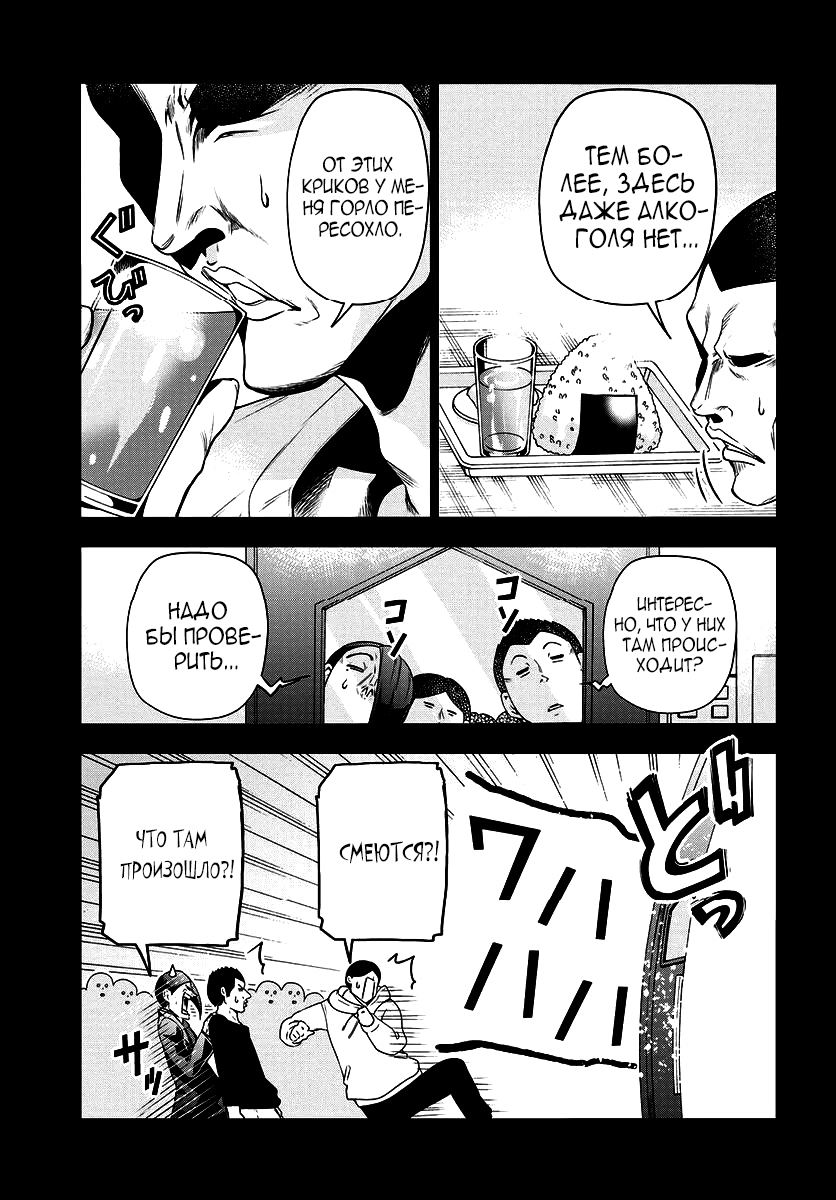 ТЕМ БО-
ЛЕЕ, ЗДЕСЬ
ДАЖЕ АЛКО-
ГОЛЯ НЕТ...
ОТ ЭТИХ
КРИКОВ У МЕ-
НЯ ГОРЛО ПЕ-
РЕСОХЛО.
ぐびっ
ИНТЕРЕС-
НО, ЧТО У НИХ
ТАМ ПРОИС-
ХОДИТ?
コソ
コソ
НАДО
БЫ ПРОВЕ-
РИТЬ...
どっ!!
ワハハハ
СМЕЮТСЯ?!
ЧТО ТАМ
ПРОИЗОШЛО?!
サッ